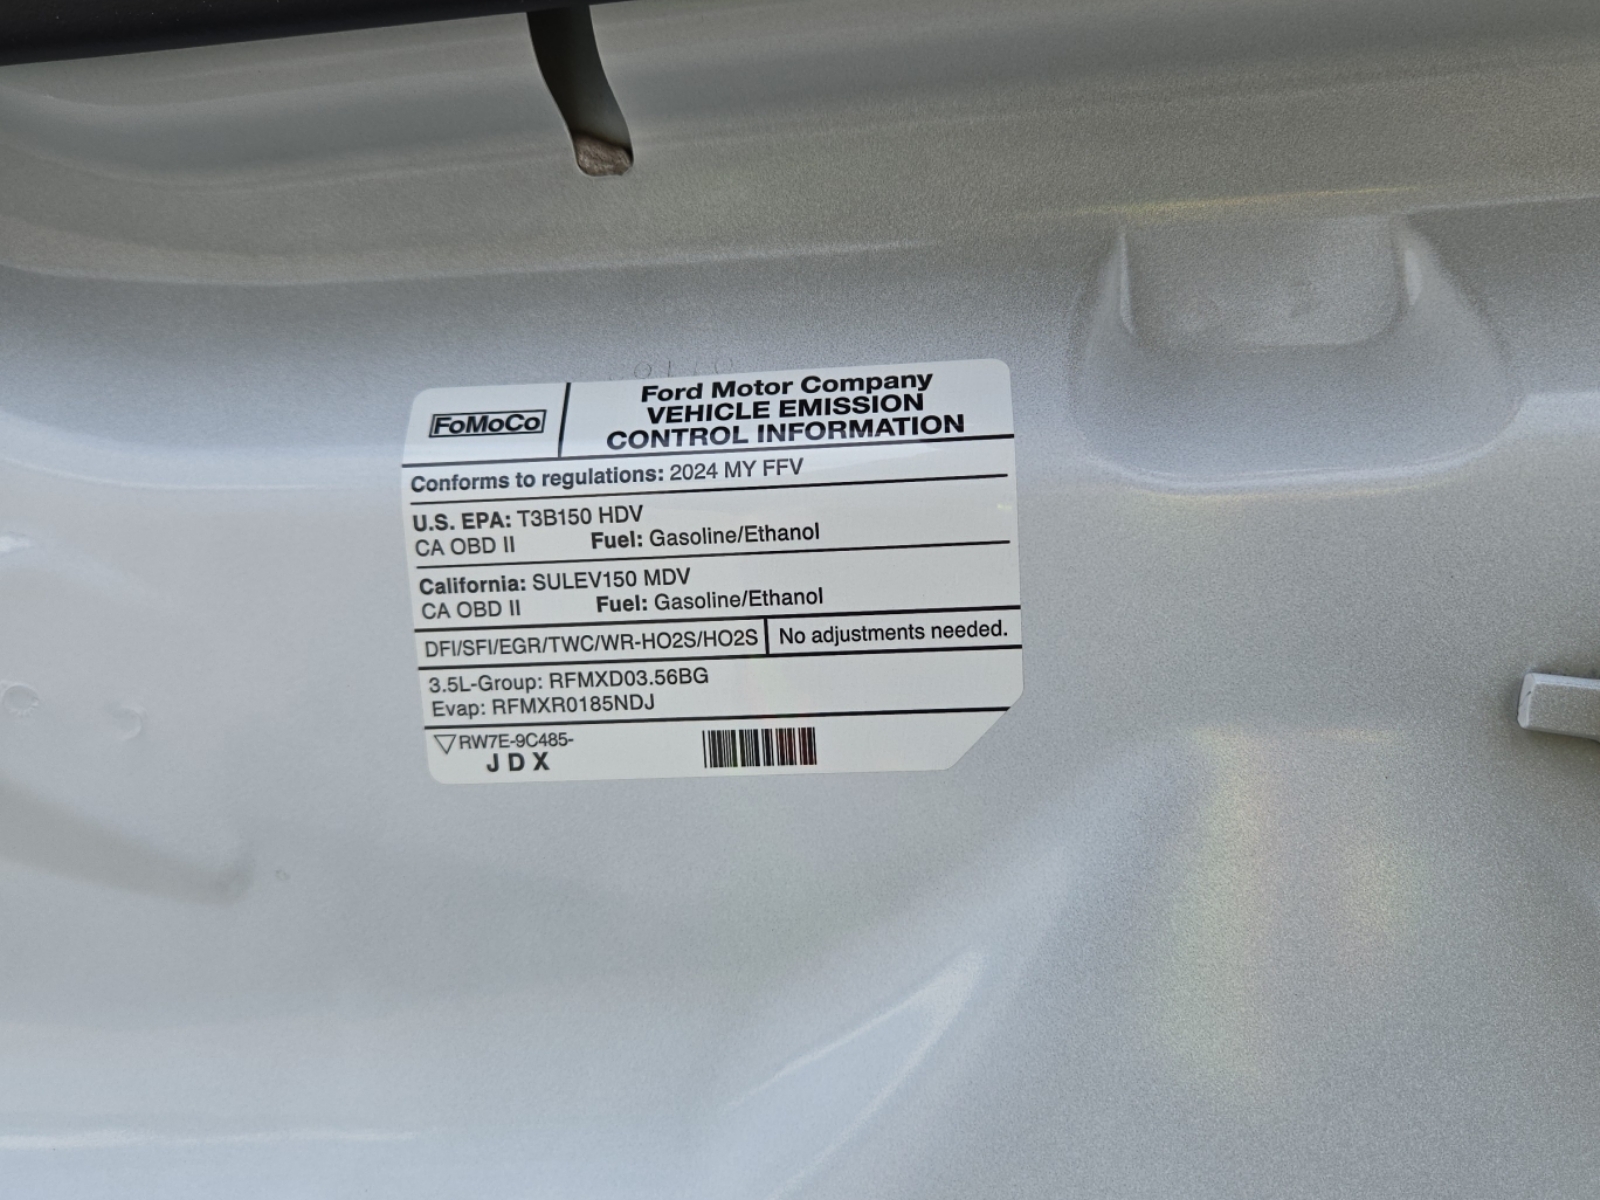 FoMoCo
Ford Motor Company
VEHICLE EMISSION
CONTROL INFORMATION
Conforms to regulations: 2024 MY FFV
U.S. EPA: T3B150 HDV
CA OBD II Fuel: Gasoline/Ethanol
California: SULEV150 MDV
CA OBD II Fuel: Gasoline/Ethanol
DFI/SFI/EGR/TWC/WR-HO2S/HO2S No adjustments needed.
3.5L-Group: RFMXD03.56BG
Evap: RFMXR0185NDJ
RW7E-9C485-
JDX